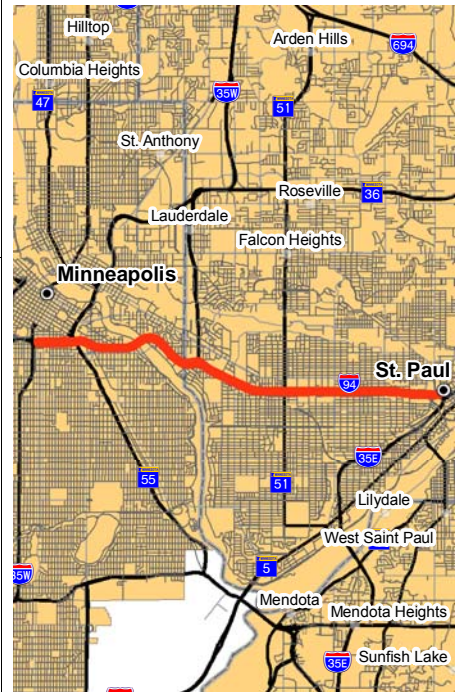 Hilltop
Arden Hills
694
Columbia Heights
35W
47
51
St. Anthony
Roseville
36
Lauderdale
Falcon Heights
Minneapolis
St. Paul
94
35E
55
51
Lilydale
West Saint Paul
5
35W
Mendota
Mendota Heights
Sunfish Lake
35E